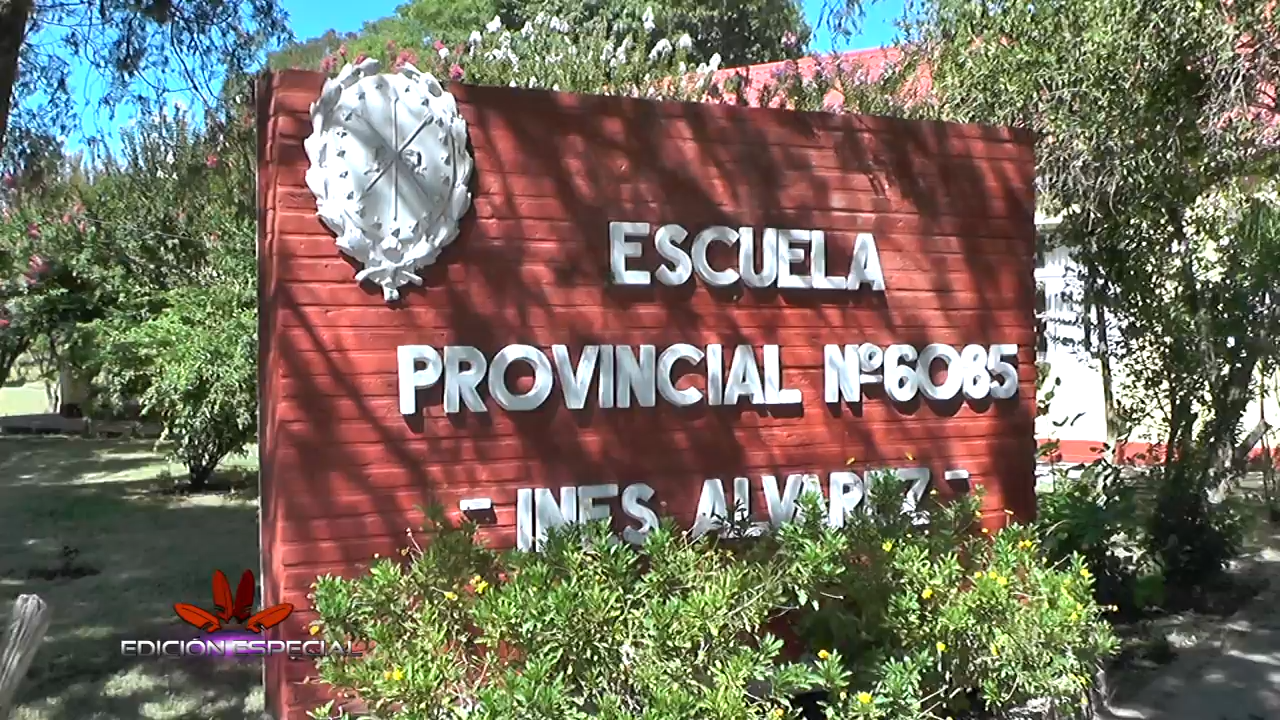 ESCUELA
PROVINCIAL Nº6085
- INES ALVAREZ -
EDICIÓN ESPECIAL